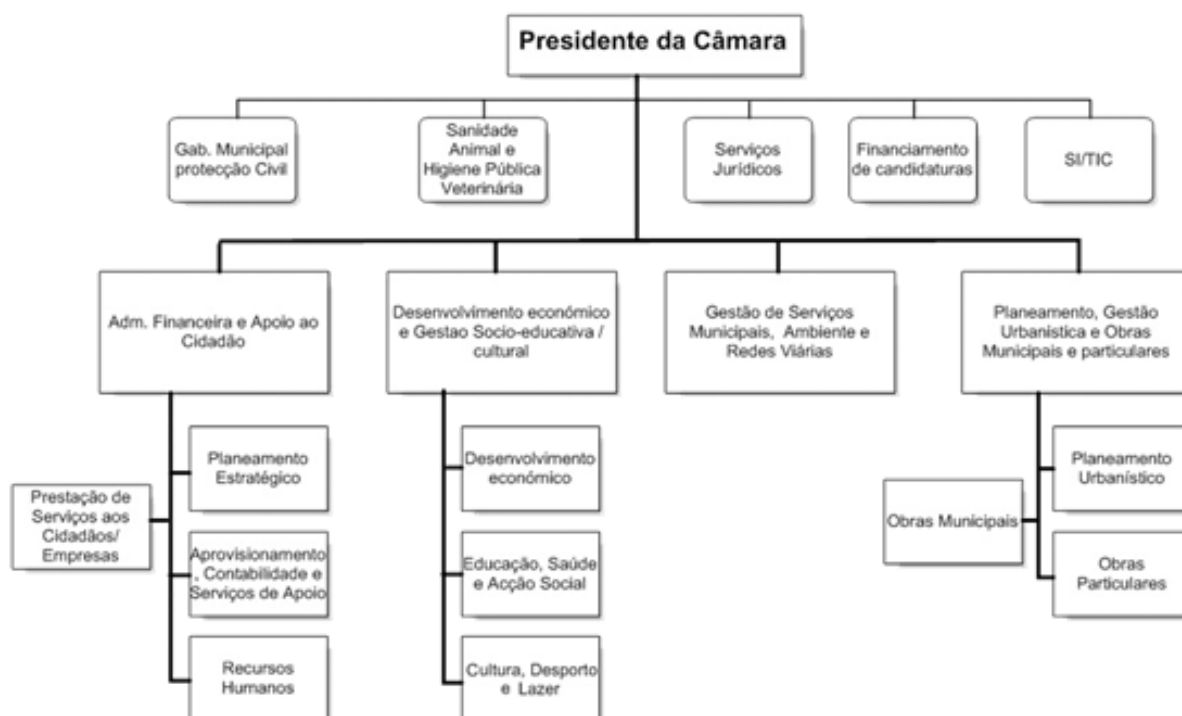 Presidente da Câmara
Gab. Municipal
protecção Civil
Sanidade
Animal e
Higiene Pública
Veterinária
Serviços
Jurídicos
Financiamento
de candidaturas
SI/TIC
Adm. Financeira e Apoio ao
Cidadão
Desenvolvimento económico
e Gestao Socio-educativa /
cultural
Gestão de Serviços
Municipais, Ambiente e
Redes Viárias
Planeamento, Gestão
Urbanística e Obras
Municipais e particulares
Prestação de
Serviços aos
Cidadãos/
Empresas
Planeamento
Estratégico
Aprovisionamento
, Contabilidade e
Serviços de Apoio
Recursos
Humanos
Desenvolvimento
económico
Educação, Saúde
e Acção Social
Cultura, Desporto
e Lazer
Obras Municipais
Planeamento
Urbanístico
Obras
Particulares